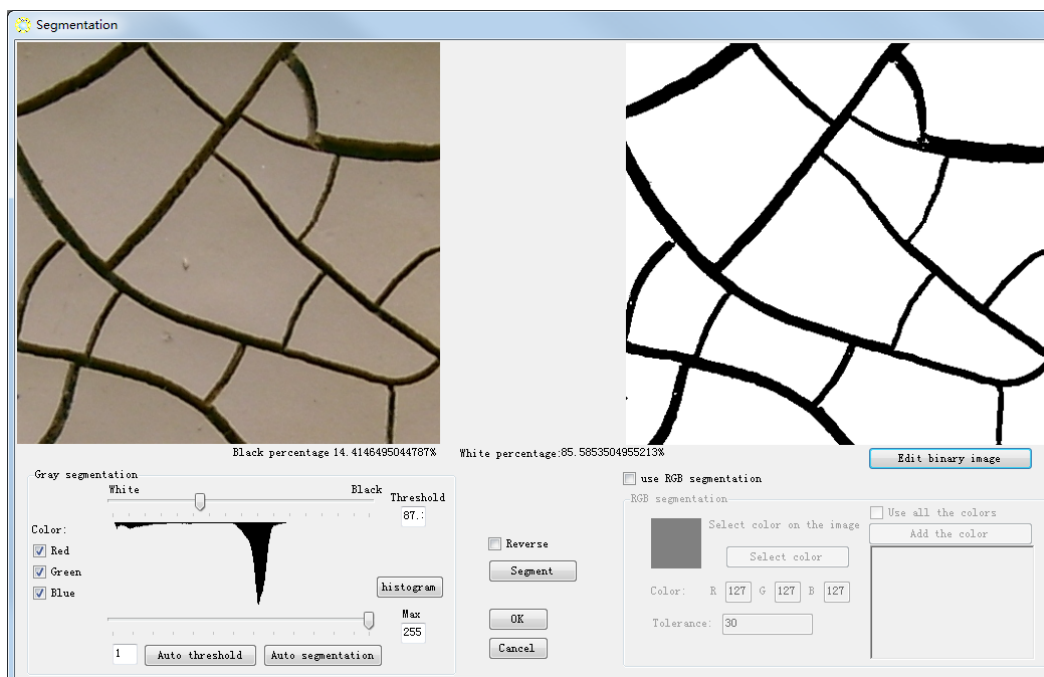 Segmentation
Black percentage 14.4146495044787% White percentage:85.5853504955213%
Edit binary image
Gray segmentation
White Black
Threshold
87.
Color:
Red
Green
Blue
histogram
Max
255
1
Auto threshold
Auto segmentation
Reverse
Segment
OK
Cancel
use RGB segmentation
RGB segmentation
Select color on the image
Select color
Use all the colors
Add the color
Color: R 127 G 127 B 127
Tolerance: 30